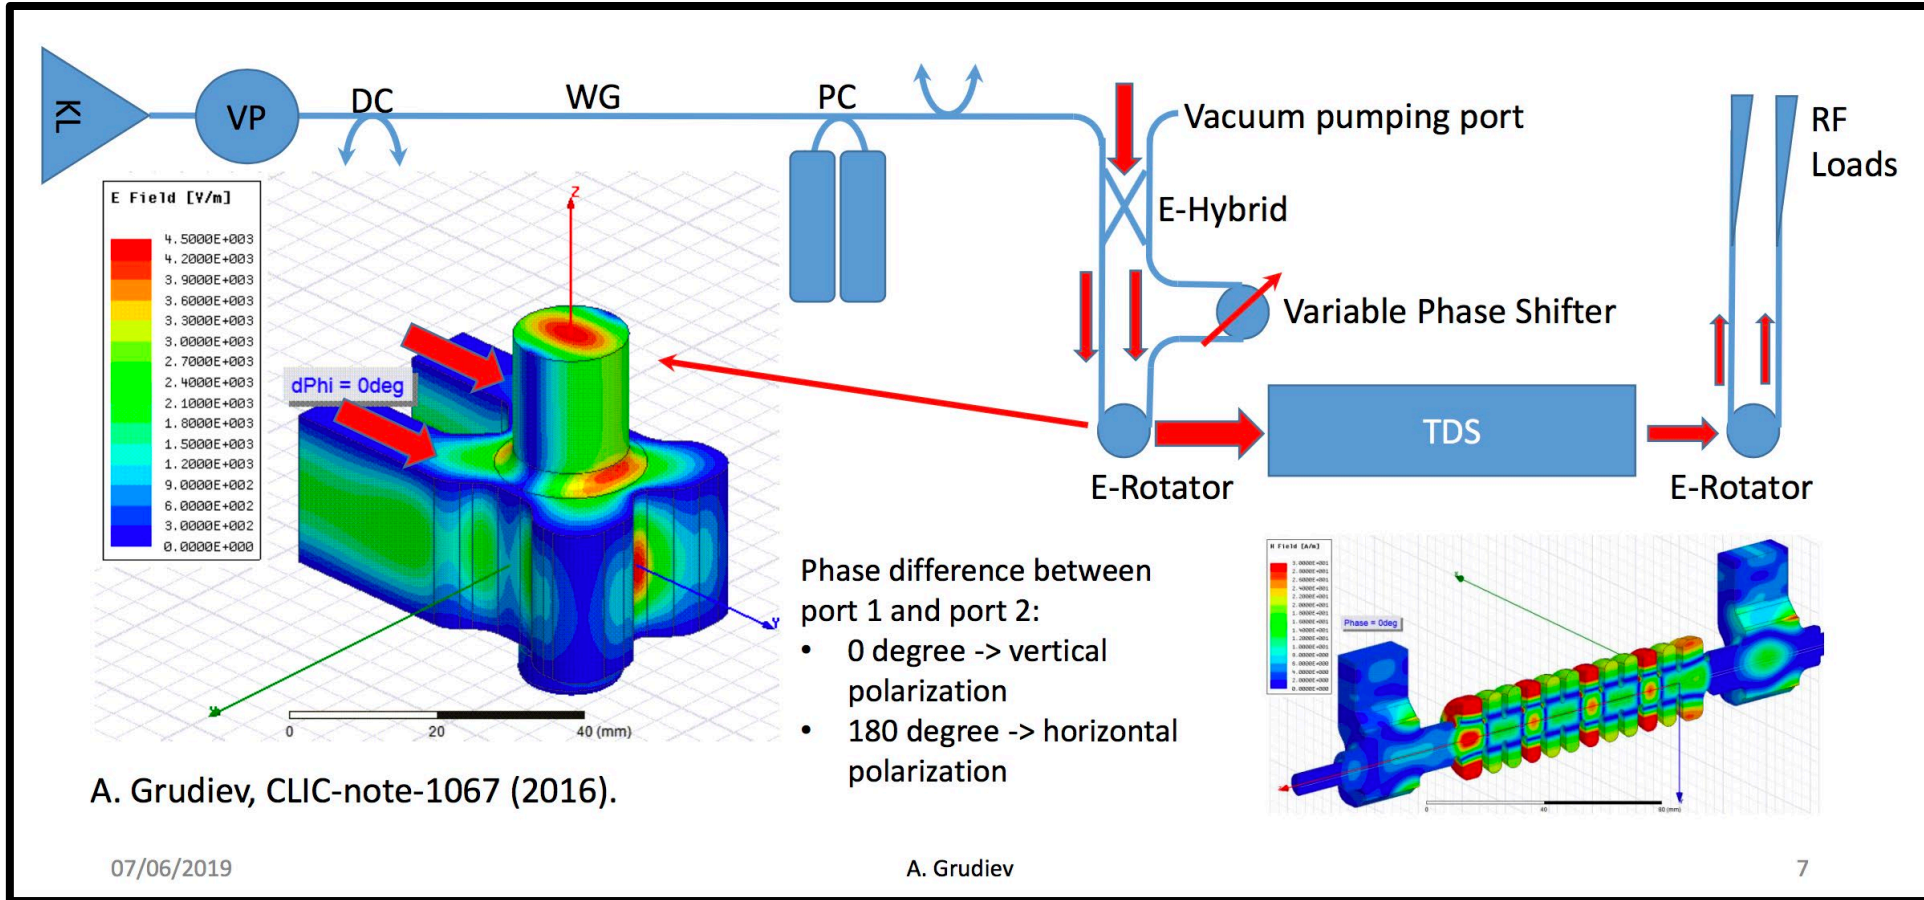 KL
VP
DC
WG
PC
Vacuum pumping port
RF
Loads
E-Hybrid
Variable Phase Shifter
TDS
E-Rotator
E-Rotator
E Field [V/m]
4.5000E+003
4.2000E+003
3.9000E+003
3.6000E+003
3.3000E+003
3.0000E+003
2.7000E+003
2.4000E+003
2.1000E+003
1.8000E+003
1.5000E+003
1.2000E+003
9.0000E+002
6.0000E+002
3.0000E+002
0.0000E+000
Z
dPhi = 0deg
0
20
40 (mm)
Phase difference between
port 1 and port 2:
• 0 degree -> vertical
polarization
• 180 degree -> horizontal
polarization
H Field [A/m]
Phase = 0deg
A. Grudiev, CLIC-note-1067 (2016).
07/06/2019
A. Grudiev
7